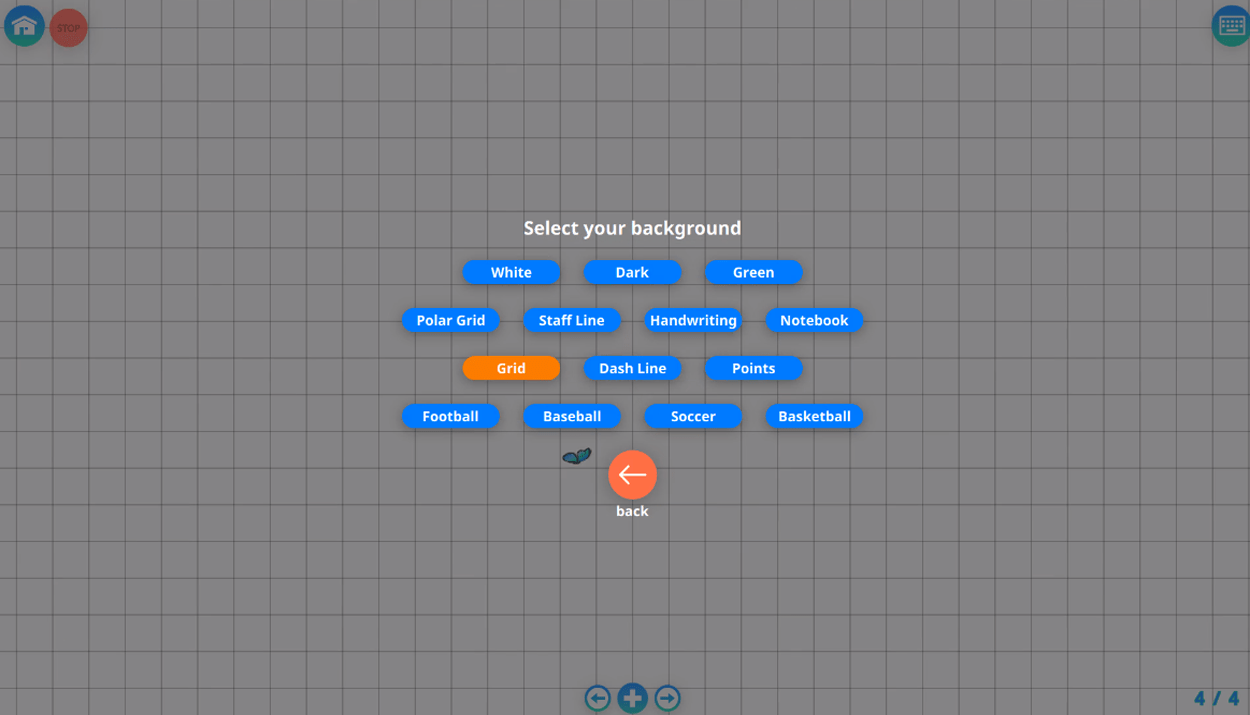 STOP
Select your background
White Dark Green
Polar Grid Staff Line Handwriting Notebook
Grid Dash Line Points
Football Baseball Soccer Basketball
back
4 / 4